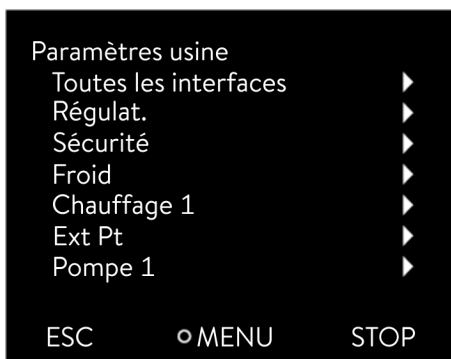 Paramètres usine
Toutes les interfaces
Régulat.
Sécurité
Froid
Chauffage 1
Ext Pt
Pompe 1
ESC MENU STOP